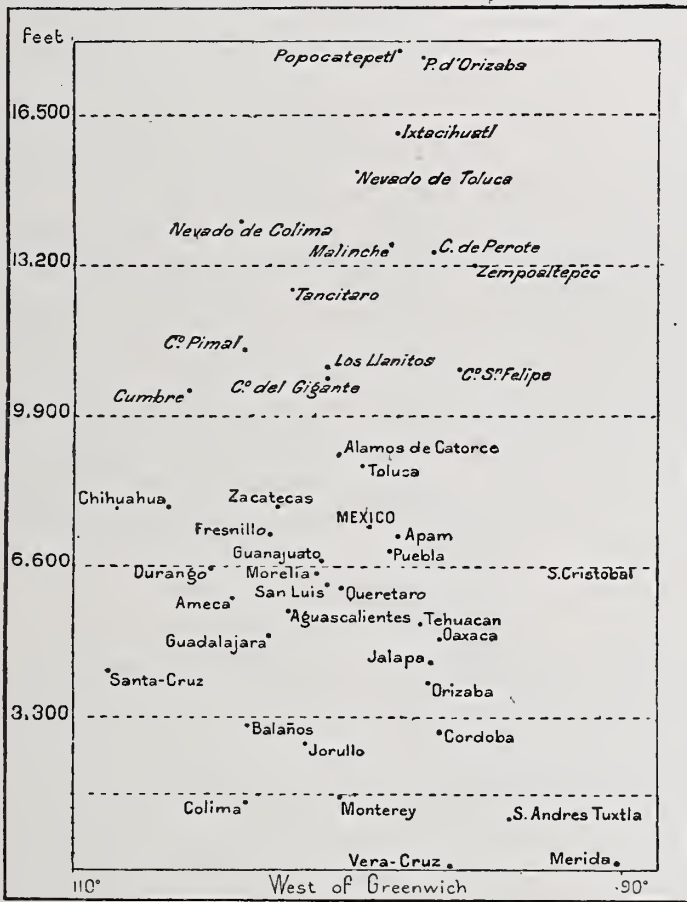 feet.
Popocatepetl
P. d'Orizaba
16,500
Ixtacihuatl
Nevado de Toluca
Nevado de Colima
Malinche
C. de Perote
13,200
Zempoaltepec
Tancitaro
Cº Pimal
Los Llanitos
Cº del Gigante
Cº Sⁿ Felipe
Cumbre
9,900
Alamos de Catorce
Toluca
Chihuahua
Zacatecas
MEXICO
Fresnillo
Apam
Guanajuato
Puebla
6,600
Durango
Morelia
S. Cristobal
San Luis
Queretaro
Ameca
Aguascalientes
Tehuacan
Guadalajara
Oaxaca
Jalapa
Santa-Cruz
Orizaba
3,300
Balaños
Cordoba
Jorullo
Colima
Monterey
S. Andres Tuxtla
Vera-Cruz
Merida
110° West of Greenwich 90°